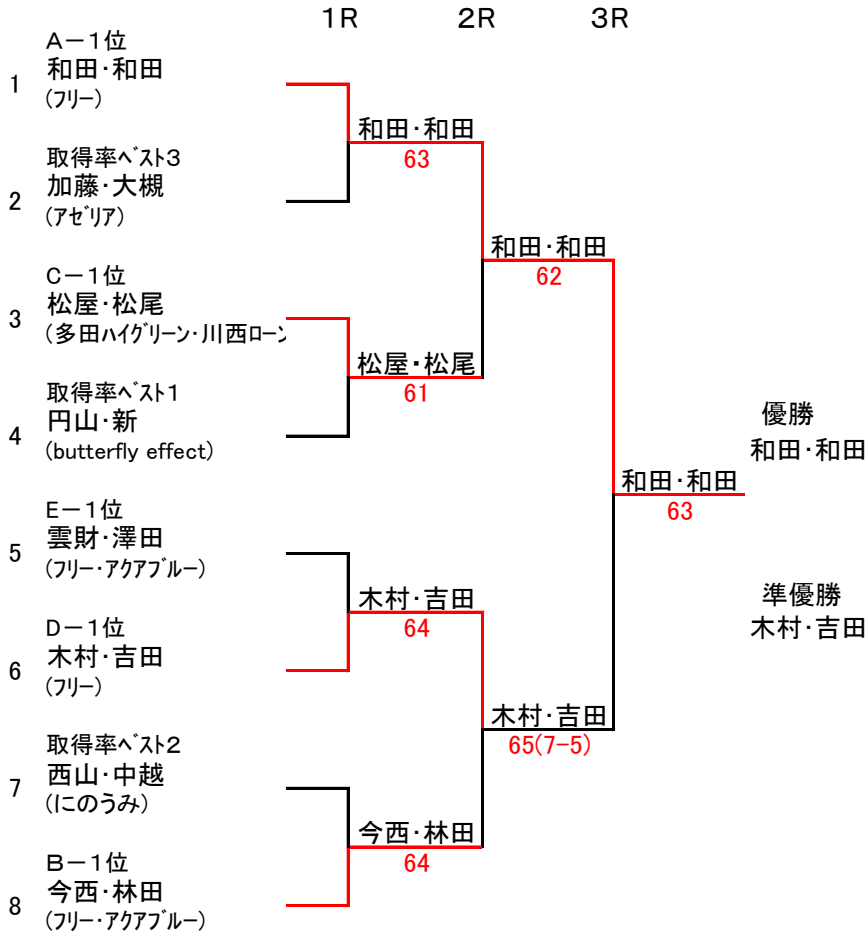 1R 2R 3R
A－1位
1 和田・和田
(フリー)
和田・和田
63
取得率ベスト3
2 加藤・大槻
(アゼリア)
和田・和田
62
C－1位
3 松屋・松尾
(多田ハイグリーン・川西ローン
松屋・松尾
61
取得率ベスト1
4 円山・新
(butterfly effect)
優勝
和田・和田
和田・和田
63
E－1位
5 雲財・澤田
(フリー・アクアブルー)
木村・吉田
64
準優勝
木村・吉田
D－1位
6 木村・吉田
(フリー)
木村・吉田
65(7-5)
取得率ベスト2
7 西山・中越
(にのうみ)
今西・林田
64
B－1位
8 今西・林田
(フリー・アクアブルー)